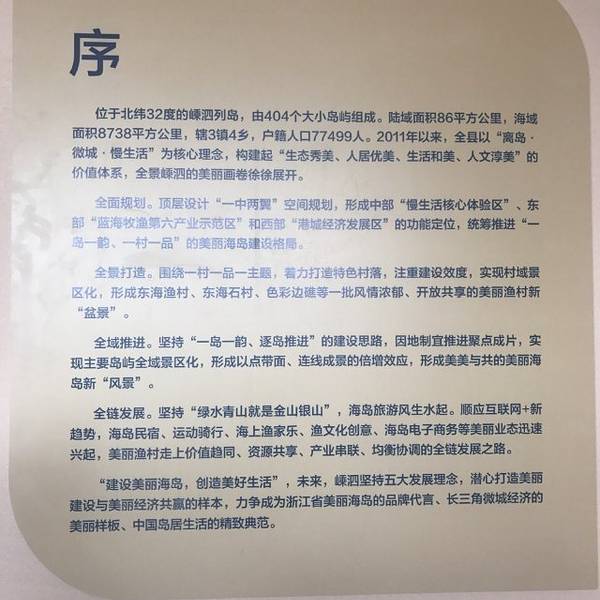 序
位于北纬32度的嵊泗列岛，由404个大小岛屿组成。陆域面积86平方公里，海域
面积8738平方公里，辖3镇4乡，户籍人口77499人。2011年以来，全县以“离岛·
微城·慢生活”为核心理念，构建起“生态秀美、人居优美、生活和美、人文淳美”的
价值体系，全景嵊泗的美丽画卷徐徐展开。
全面规划。顶层设计“一中两翼”空间规划，形成中部“慢生活核心体验区”、东
部“蓝海牧渔第六产业示范区”和西部“港城经济发展区”的功能定位，统筹推进“一
岛一韵、一村一品”的美丽海岛建设格局。
全景打造。围绕一村一品一主题，着力打造特色村落，注重建设效度，实现村域景
区化，形成东海渔村、东海石村、色彩边礁等一批风情浓郁、开放共享的美丽渔村新
“盆景”。
全域推进。坚持“一岛一韵、逐岛推进”的建设思路，因地制宜推进聚点成片，实
现主要岛屿全域景区化，形成以点带面、连线成景的倍增效应，形成美美与共的美丽海
岛新“风景”。
全链发展。坚持“绿水青山就是金山银山”，海岛旅游风生水起。顺应互联网+新
趋势，海岛民宿、运动骑行、海上渔家乐、渔文化创意、海岛电子商务等美丽业态迅速
兴起，美丽渔村走上价值趋同、资源共享、产业串联、均衡协调的全链发展之路。
“建设美丽海岛，创造美好生活”，未来，嵊泗坚持五大发展理念，潜心打造美丽
建设与美丽经济共赢的样本，力争成为浙江省美丽海岛的品牌代言、长三角微城经济的
美丽样板、中国岛居生活的精致典范。